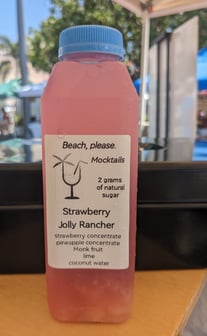 Beach, please.
Mocktails
2 grams
of natural
sugar
Strawberry
Jolly Rancher
strawberry concentrate
pineapple concentrate
Monk fruit
lime
coconut water